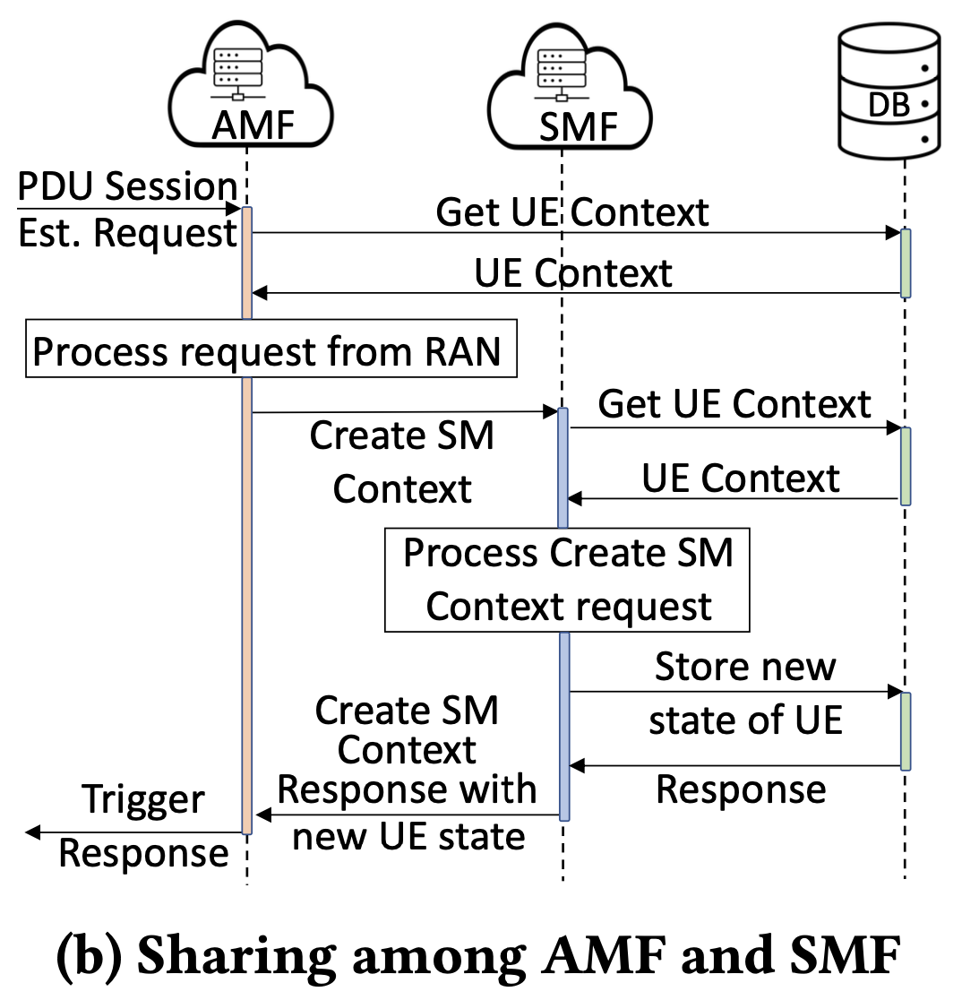 AMF
SMF
DB
PDU Session
Est. Request
Get UE Context
UE Context
Process request from RAN
Create SM
Context
Get UE Context
UE Context
Process Create SM
Context request
Store new
state of UE
Response
Create SM
Context
Response with
new UE state
Trigger
Response
(b) Sharing among AMF and SMF